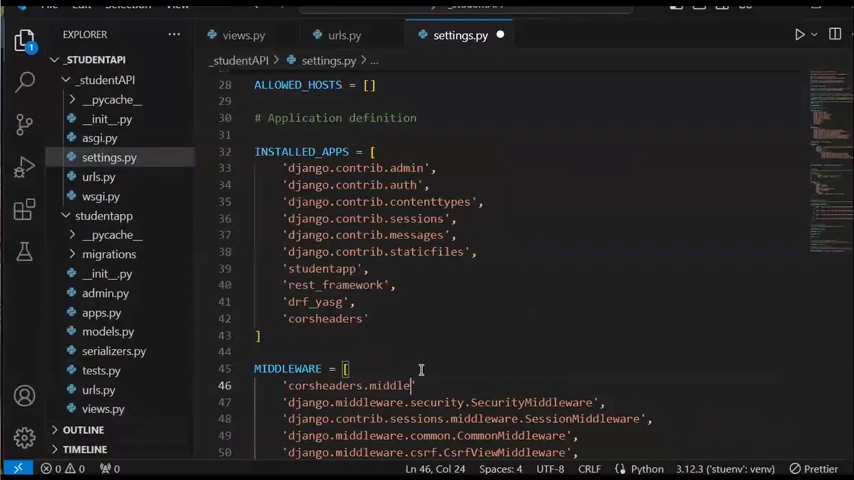 _studentAPI
EXPLORER
···
views.py
urls.py
settings.py
_STUDENTAPI
_studentAPI
__pycache__
__init__.py
asgi.py
settings.py
urls.py
wsgi.py
studentapp
__pycache__
migrations
__init__.py
admin.py
apps.py
models.py
serializers.py
tests.py
urls.py
views.py
OUTLINE
TIMELINE
1
_studentAPI > settings.py > ...
28 ALLOWED_HOSTS = []
29
30 # Application definition
31
32 INSTALLED_APPS = [
33 'django.contrib.admin',
34 'django.contrib.auth',
35 'django.contrib.contenttypes',
36 'django.contrib.sessions',
37 'django.contrib.messages',
38 'django.contrib.staticfiles',
39 'studentapp',
40 'rest_framework',
41 'drf_yasg',
42 'corsheaders'
43 ]
44
45 MIDDLEWARE = [
46 'corsheaders.middle'
47 'django.middleware.security.SecurityMiddleware',
48 'django.contrib.sessions.middleware.SessionMiddleware',
49 'django.middleware.common.CommonMiddleware',
50 'django.middleware.csrf.CsrfViewMiddleware',
0 0 0 Ln 46, Col 24 Spaces: 4 UTF-8 CRLF Python 3.12.3 ('stuenv': venv) Prettier